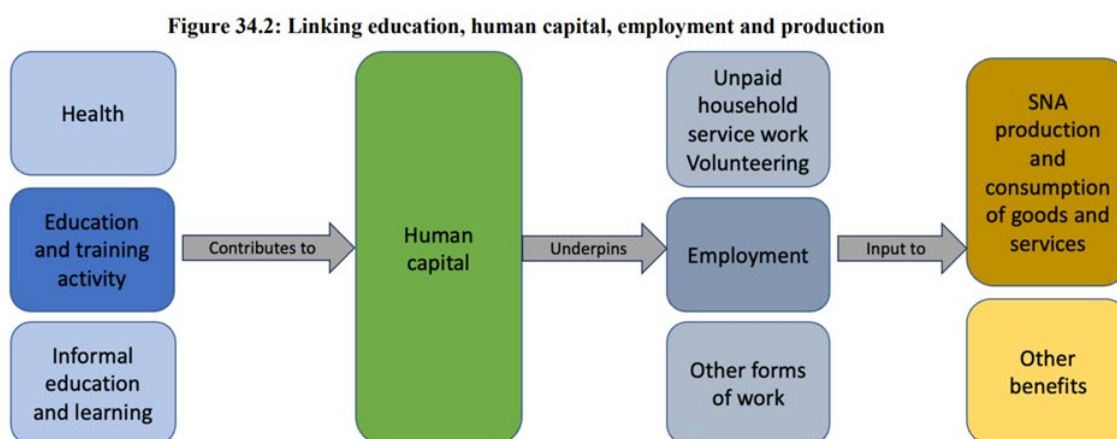 Figure 34.2: Linking education, human capital, employment and production
Health
Education
and training
activity
Informal
education
and learning
Contributes to
Human
capital
Underpins
Unpaid
household
service work
Volunteering
Employment
Other forms
of work
Input to
SNA
production
and
consumption
of goods and
services
Other
benefits